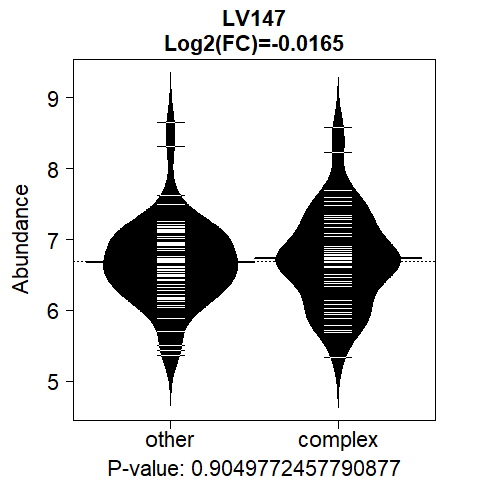 LV147
Log2(FC)=-0.0165
Abundance
9
8
7
6
5
other complex
P-value: 0.9049772457790877